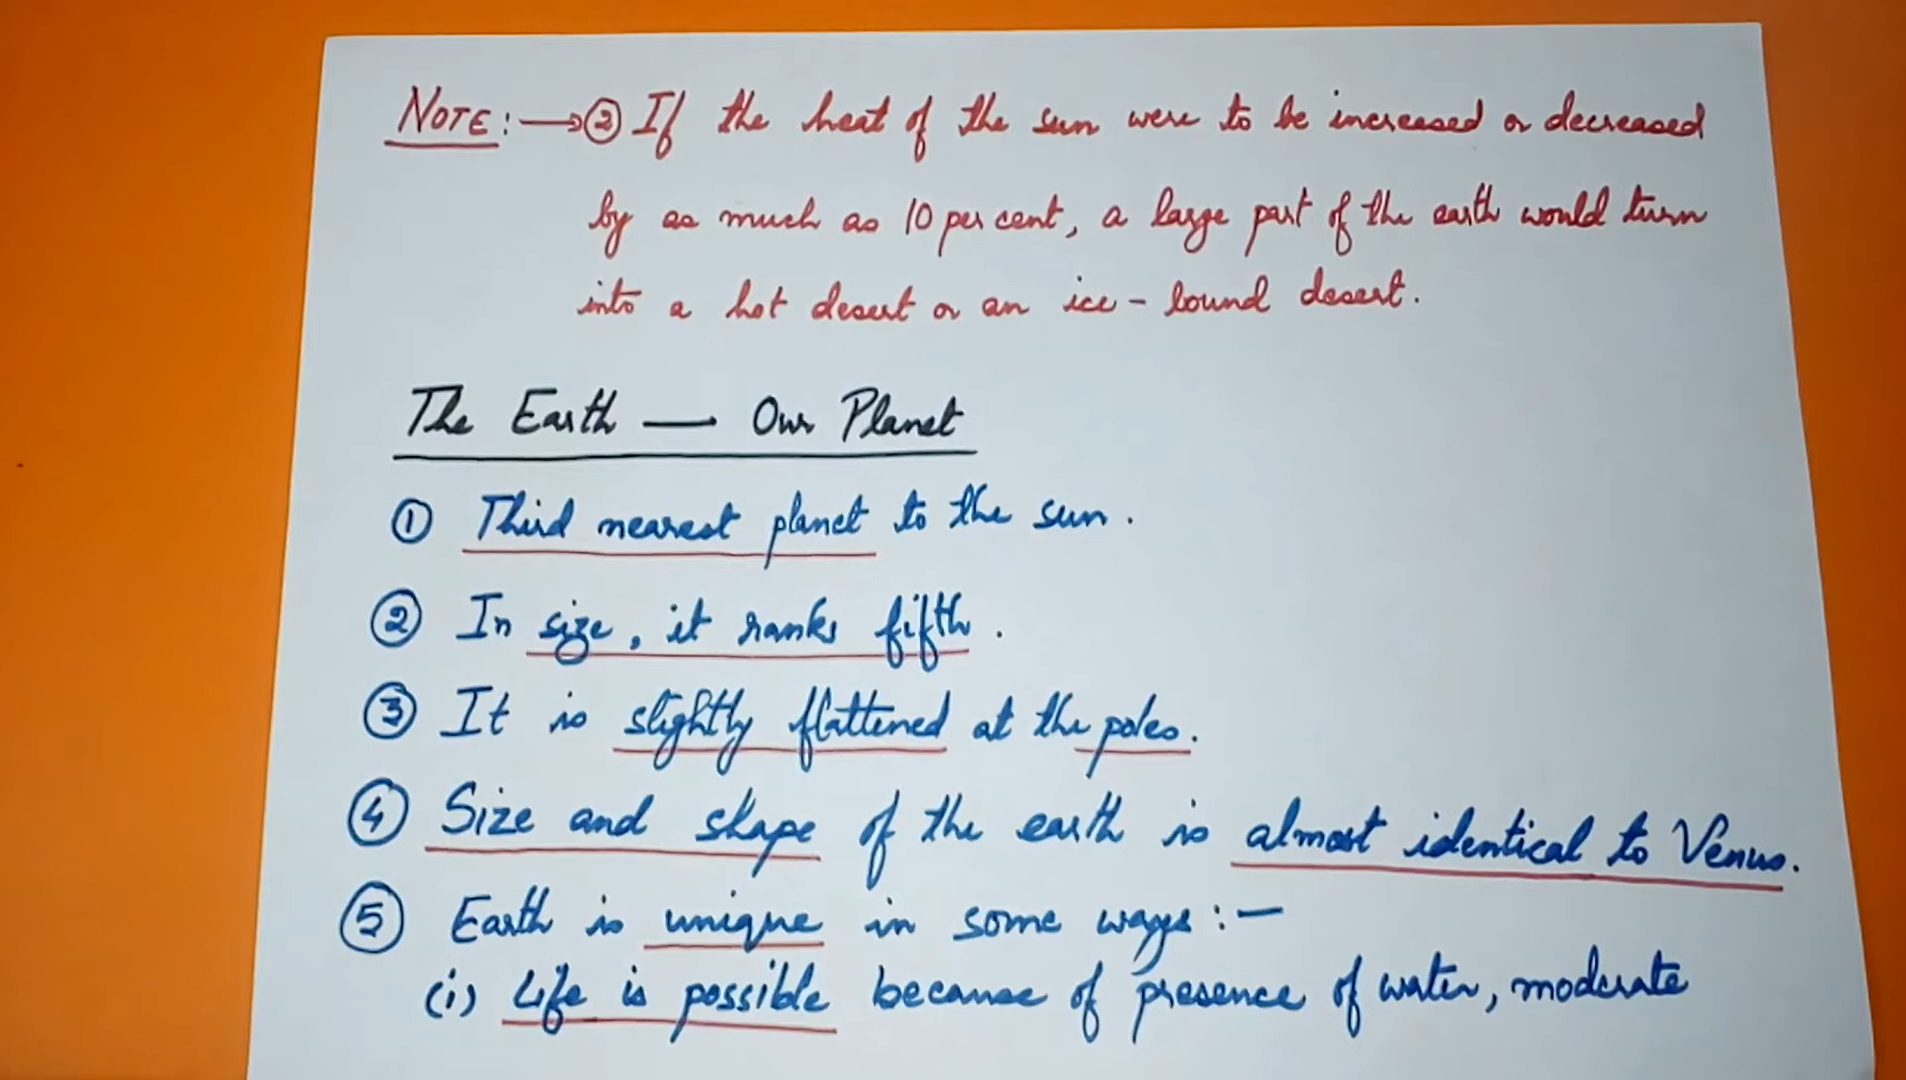 NOTE:→② If the heat of the sun were to be increased or decreased
by as much as 10 per cent, a large part of the earth would turn
into a hot desert or an ice-bound desert.
The Earth — Our Planet
① Third nearest planet to the sun.
② In size, it ranks fifth.
③ It is slightly flattened at the poles.
④ Size and shape of the earth is almost identical to Venus.
⑤ Earth is unique in some ways:-
(i) Life is possible because of presence of water, moderate